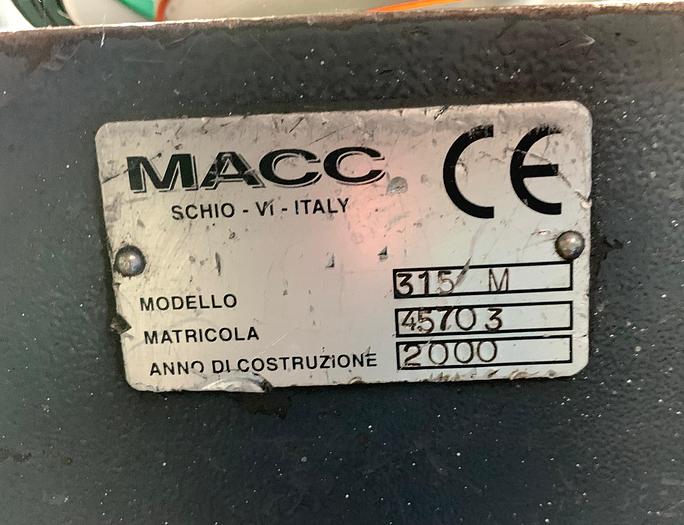 MACC
CE
SCHIO - VI - ITALY
MODELLO 315 M
MATRICOLA 45703
ANNO DI COSTRUZIONE 2000